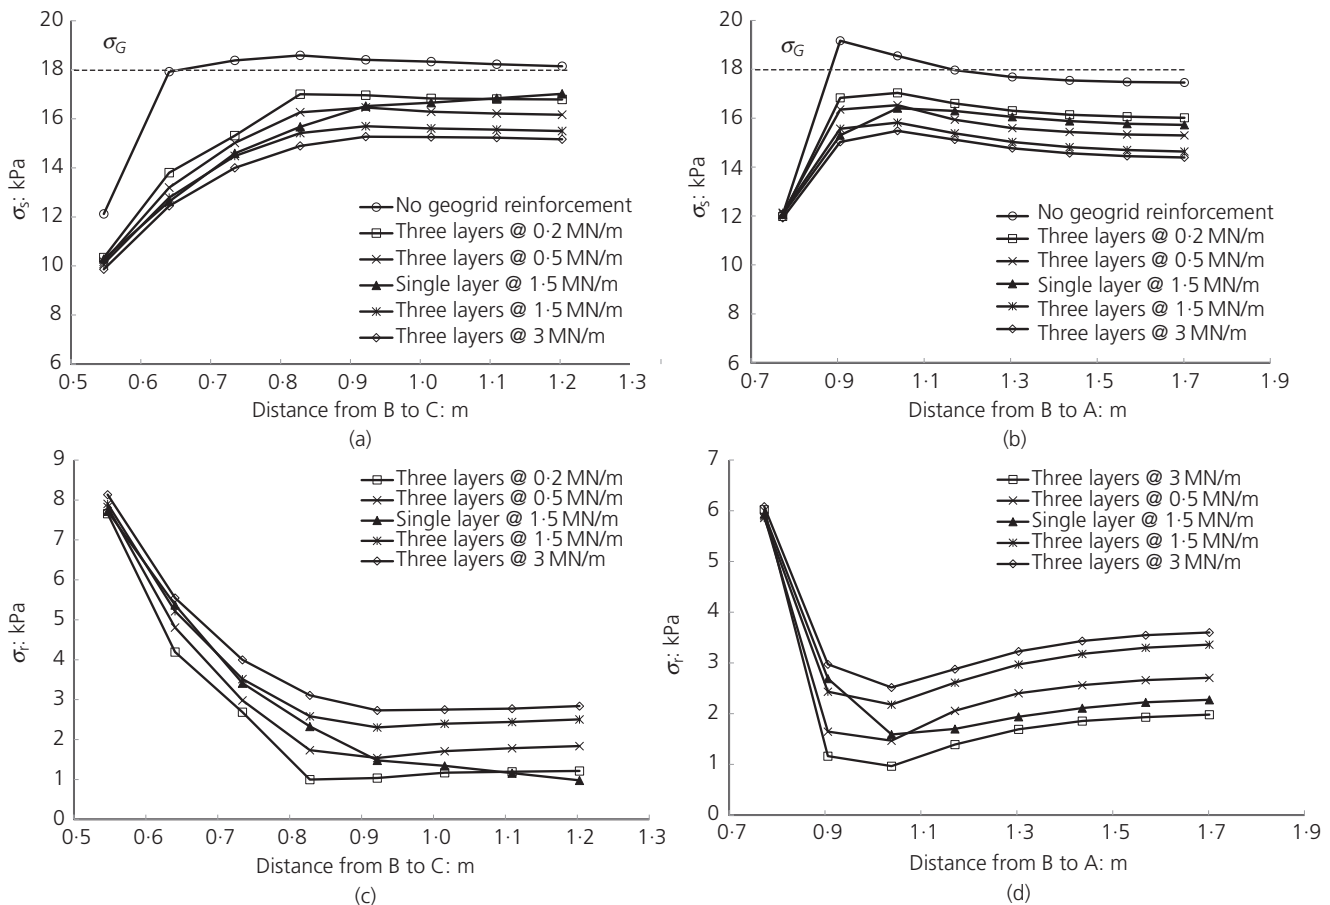 20
18
16
14
12
10
8
6
σs: kPa
σG
No geogrid reinforcement
Three layers @ 0·2 MN/m
Three layers @ 0·5 MN/m
Single layer @ 1·5 MN/m
Three layers @ 1·5 MN/m
Three layers @ 3 MN/m
0·5 0·6 0·7 0·8 0·9 1·0 1·1 1·2 1·3
Distance from B to C: m
(a)
20
18
16
14
12
10
8
6
σs: kPa
σG
No geogrid reinforcement
Three layers @ 0·2 MN/m
Three layers @ 0·5 MN/m
Single layer @ 1·5 MN/m
Three layers @ 1·5 MN/m
Three layers @ 3 MN/m
0·7 0·9 1·1 1·3 1·5 1·7 1·9
Distance from B to A: m
(b)
9
8
7
6
5
4
3
2
1
0
σr: kPa
Three layers @ 0·2 MN/m
Three layers @ 0·5 MN/m
Single layer @ 1·5 MN/m
Three layers @ 1·5 MN/m
Three layers @ 3 MN/m
0·5 0·6 0·7 0·8 0·9 1·0 1·1 1·2 1·3
Distance from B to C: m
(c)
7
6
5
4
3
2
1
0
σr: kPa
Three layers @ 3 MN/m
Three layers @ 0·5 MN/m
Single layer @ 1·5 MN/m
Three layers @ 1·5 MN/m
Three layers @ 3 MN/m
0·7 0·9 1·1 1·3 1·5 1·7 1·9
Distance from B to A: m
(d)